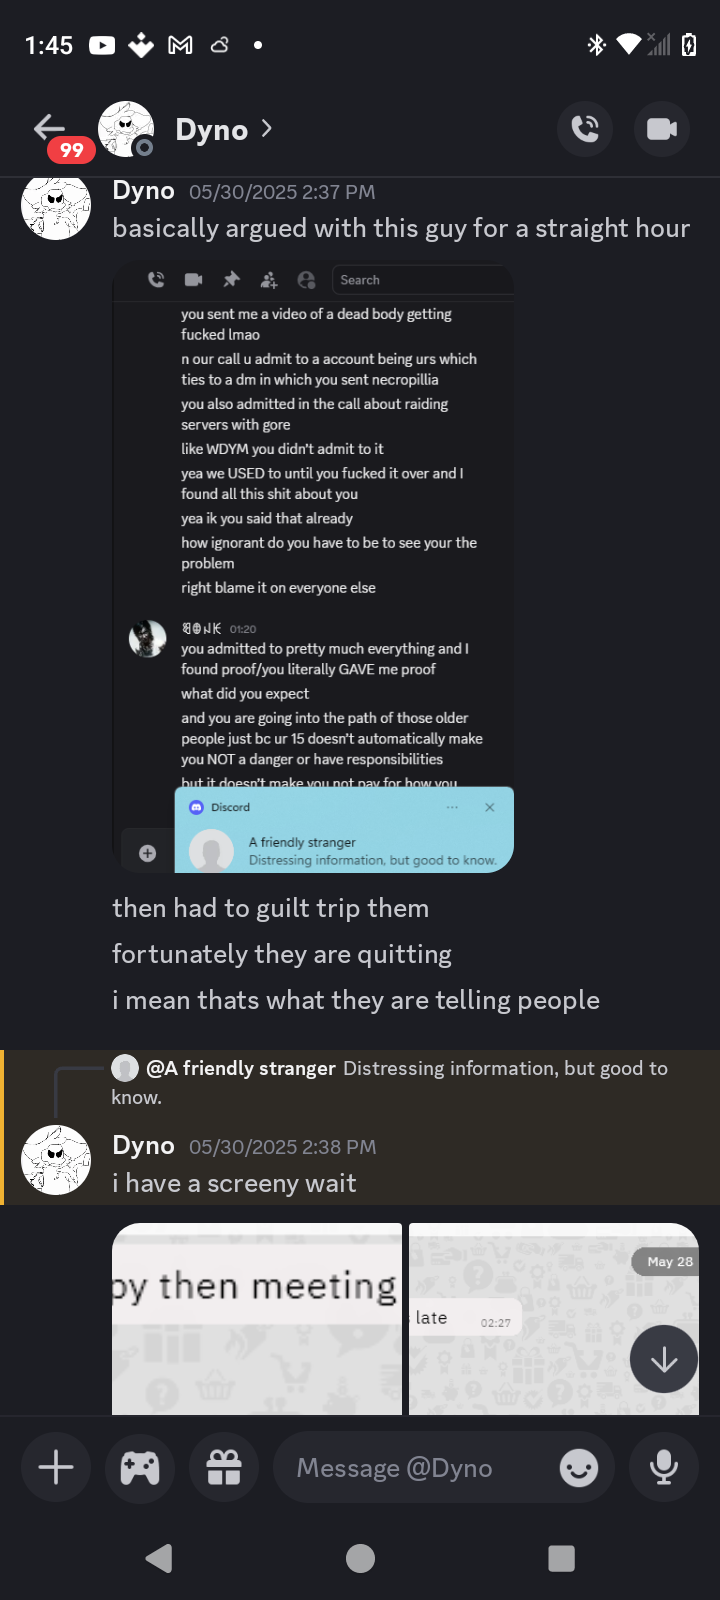 1:45
99
Dyno
Dyno 05/30/2025 2:37 PM
basically argued with this guy for a straight hour
Search
you sent me a video of a dead body getting
fucked lmao
n our call u admit to a account being urs which
ties to a dm in which you sent necropillia
you also admitted in the call about raiding
servers with gore
like WDYM you didn't admit to it
yea we USED to until you fucked it over and I
found all this shit about you
yea ik you said that already
how ignorant do you have to be to see your the
problem
right blame it on everyone else
01:20
you admitted to pretty much everything and I
found proof/you literally GAVE me proof
what did you expect
and you are going into the path of those older
people just bc ur 15 doesn't automatically make
you NOT a danger or have responsibilities
but it doesn't make you not pay for how you
Discord
A friendly stranger
Distressing information, but good to know.
then had to guilt trip them
fortunately they are quitting
i mean thats what they are telling people
@A friendly stranger Distressing information, but good to
know.
Dyno 05/30/2025 2:38 PM
i have a screeny wait
py then meeting
May 28
late 02:27
Message @Dyno